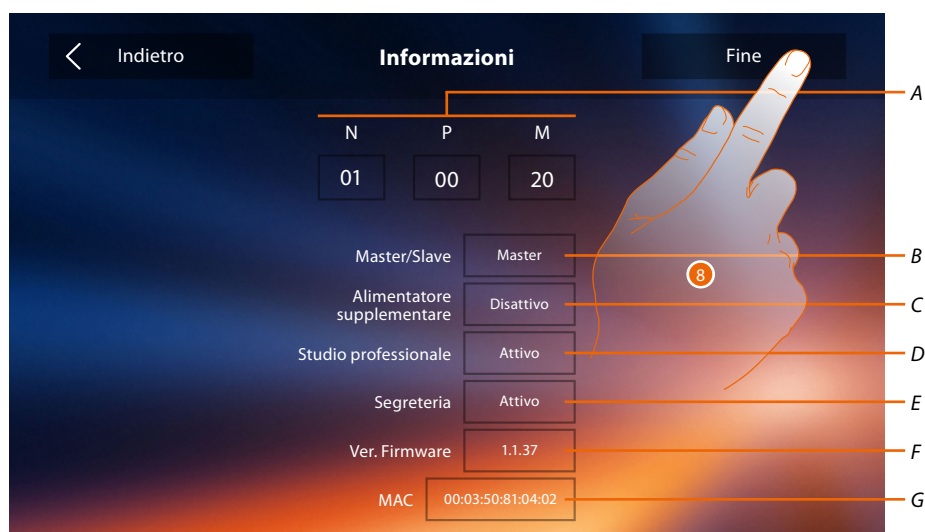 Indietro
Informazioni
Fine
A
N P M
01 00 20
Master/Slave Master B
8
Alimentatore
supplementare Disattivo C
Studio professionale Attivo D
Segreteria Attivo E
Ver. Firmware 1.1.37 F
MAC 00:03:50:81:04:02 G